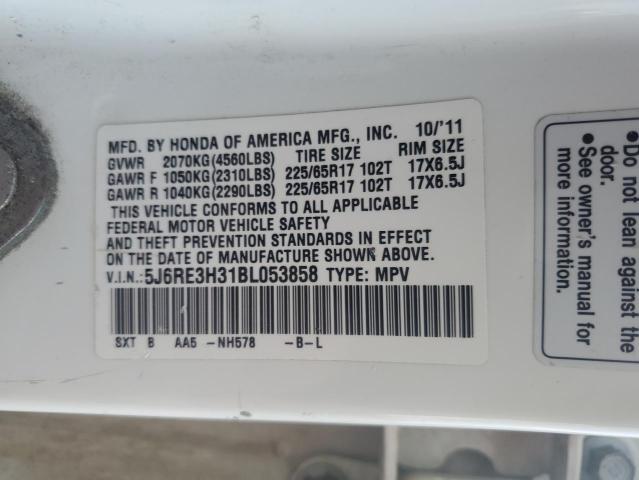 MFD. BY HONDA OF AMERICA MFG., INC. 10/'11
GVWR 2070KG(4560LBS) TIRE SIZE RIM SIZE
GAWR F 1050KG(2310LBS) 225/65R17 102T 17X6.5J
GAWR R 1040KG(2290LBS) 225/65R17 102T 17X6.5J
THIS VEHICLE CONFORMS TO ALL APPLICABLE
FEDERAL MOTOR VEHICLE SAFETY
AND THEFT PREVENTION STANDARDS IN EFFECT
ON THE DATE OF MANUFACTURE SHOWN ABOVE.
V.I.N.:5J6RE3H31BL053858 TYPE: MPV
SXT B AA5 -NH578 -B-L
●Do not lean again
door.
●See owner's manual for
more information.